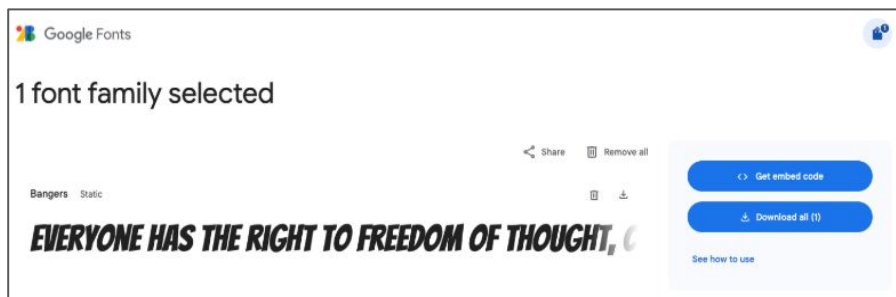 Google Fonts
1
1 font family selected
Share Remove all
Bangers Static
EVERYONE HAS THE RIGHT TO FREEDOM OF THOUGHT,
<> Get embed code
Download all (1)
See how to use